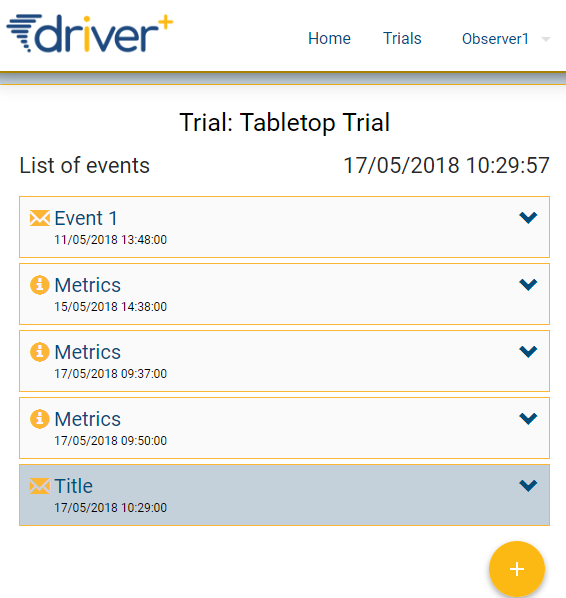 driver+
Home Trials Observer1
Trial: Tabletop Trial
List of events 17/05/2018 10:29:57
Event 1
11/05/2018 13:48:00
Metrics
15/05/2018 14:38:00
Metrics
17/05/2018 09:37:00
Metrics
17/05/2018 09:50:00
Title
17/05/2018 10:29:00
+